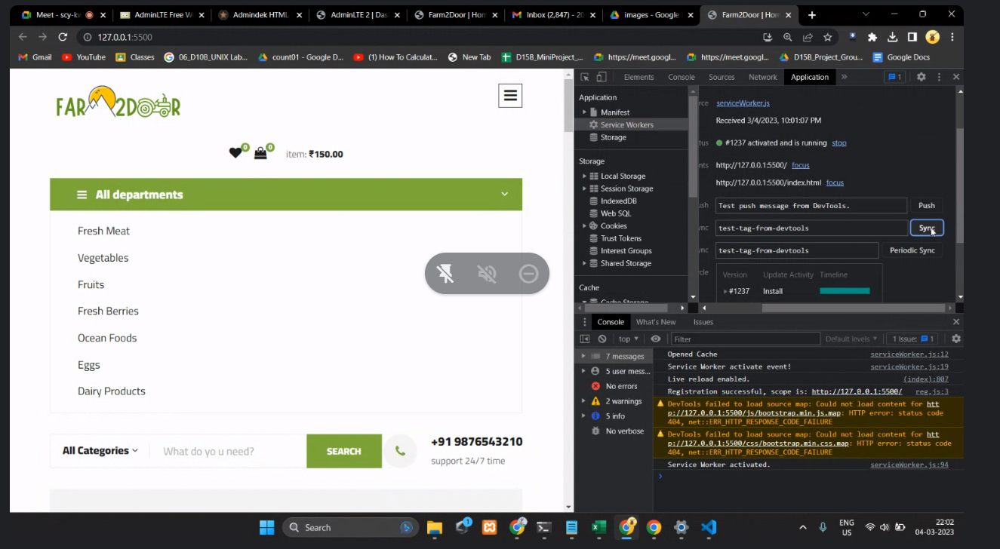 Meet - scy-k
AdminLTE Free W
Admindek HTML
AdminLTE 2 | Das
Farm2Door | Hom
Inbox (2,847) - 20
images - Google
Farm2Door | Hom
127.0.0.1:5500
Gmail
YouTube
Classes
06_D10B_UNIX Lab...
count01 - Google D...
(1) How To Calculat...
New Tab
D15B_MiniProject_...
https://meet.googl...
https://meet.googl...
D15B_Project_Grou...
Google Docs
FARM2DOOR
0
0
item: ₹150.00
All departments
Fresh Meat
Vegetables
Fruits
Fresh Berries
Ocean Foods
Eggs
Dairy Products
All Categories
What do yo u need?
SEARCH
+91 9876543210
support 24/7 time
Elements
Console
Sources
Network
Application
1
Application
Manifest
Service Workers
Storage
Storage
Local Storage
Session Storage
IndexedDB
Web SQL
Cookies
Trust Tokens
Interest Groups
Shared Storage
Cache
Cache Storage
rce
serviceWorker.js
Received 3/4/2023, 10:01:07 PM
tus
#1237 activated and is running stop
nts
http://127.0.0.1:5500/ focus
http://127.0.0.1:5500/index.html focus
ush
Test push message from DevTools.
Push
ync
test-tag-from-devtools
Sync
ync
test-tag-from-devtools
Periodic Sync
cle
Version
Update Activity
Timeline
#1237
Install
Console
What's New
Issues
top
Filter
Default levels
1 Issue: 1
7 messages
5 user mess...
No errors
2 warnings
5 info
No verbose
Opened Cache serviceWorker.js:12
Service Worker activate event! serviceWorker.js:19
Live reload enabled. (index):807
Registration successful, scope is: http://127.0.0.1:5500/ reg.js:3
DevTools failed to load source map: Could not load content for htt
p://127.0.0.1:5500/js/bootstrap.min.js.map: HTTP error: status code
404, net::ERR_HTTP_RESPONSE_CODE_FAILURE
DevTools failed to load source map: Could not load content for htt
p://127.0.0.1:5500/css/bootstrap.min.css.map: HTTP error: status code
404, net::ERR_HTTP_RESPONSE_CODE_FAILURE
Service Worker activated. serviceWorker.js:94
Search
1
ENG
US
22:02
04-03-2023